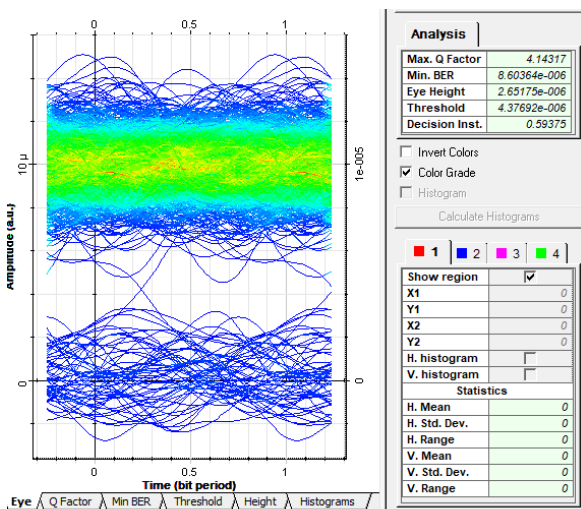 Analysis
Max. Q Factor 4.14317
Min. BER 8.60364e-006
Eye Height 2.65175e-006
Threshold 4.37692e-006
Decision Inst. 0.59375
Invert Colors
Color Grade
Histogram
Calculate Histograms
1 2 3 4
Show region
X1 0
Y1 0
X2 0
Y2 0
H. histogram
V. histogram
Statistics
H. Mean 0
H. Std. Dev. 0
H. Range 0
V. Mean 0
V. Std. Dev. 0
V. Range 0
0 0.5 1
Amplitude (a.u.)
10 µ
0
1e-005
0
0 0.5 1
Time (bit period)
Eye Q Factor Min BER Threshold Height Histograms